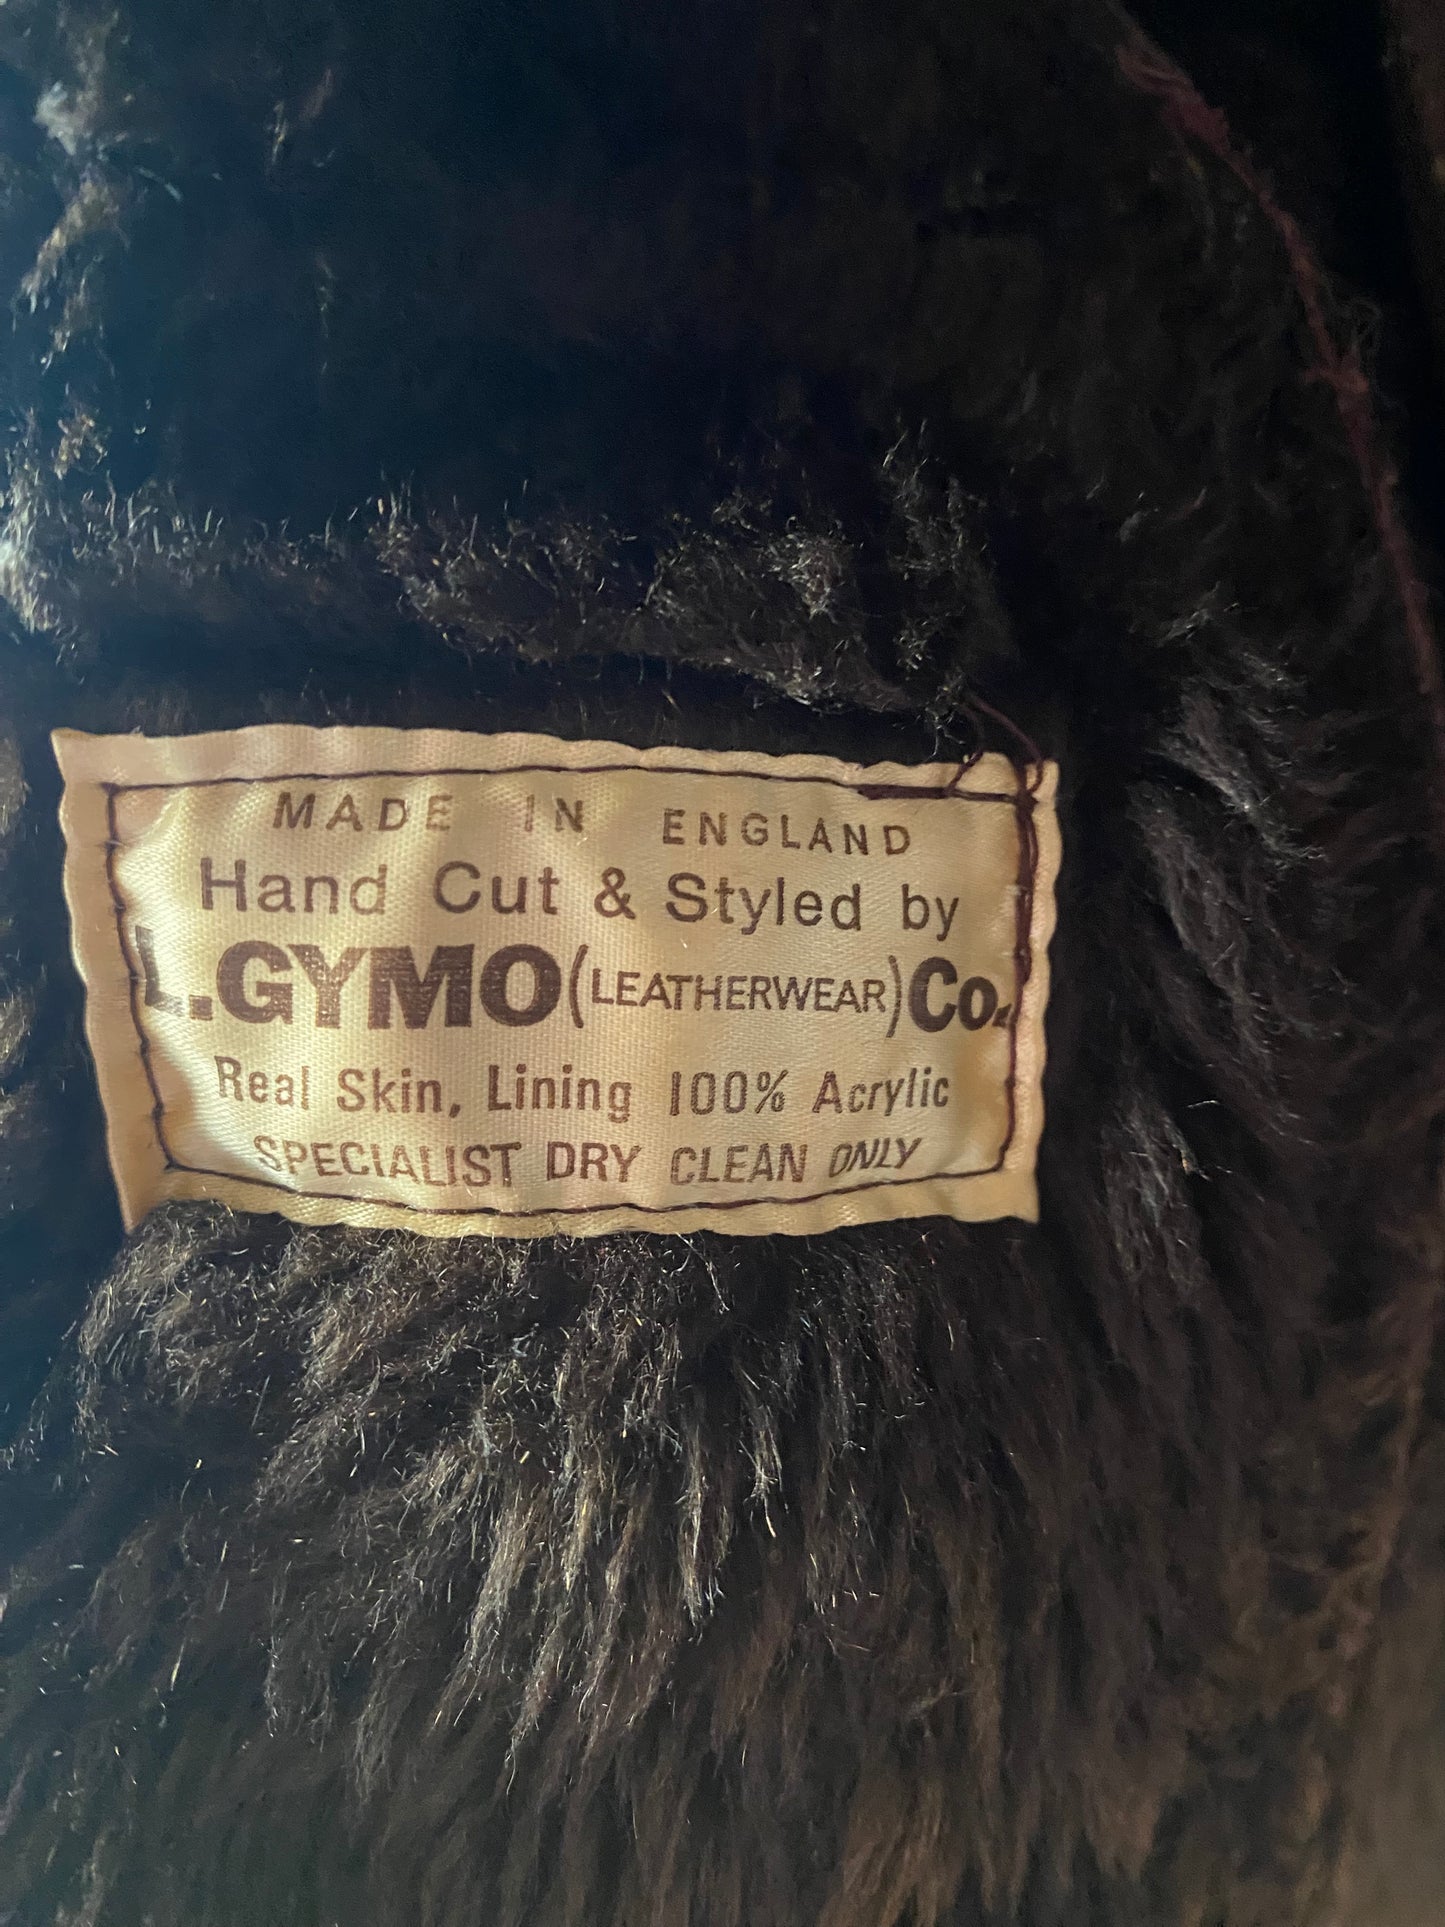 MADE IN ENGLAND
Hand Cut & Styled by
L.GYMO (LEATHERWEAR) Co.
Real Skin, Lining 100% Acrylic
SPECIALIST DRY CLEAN ONLY